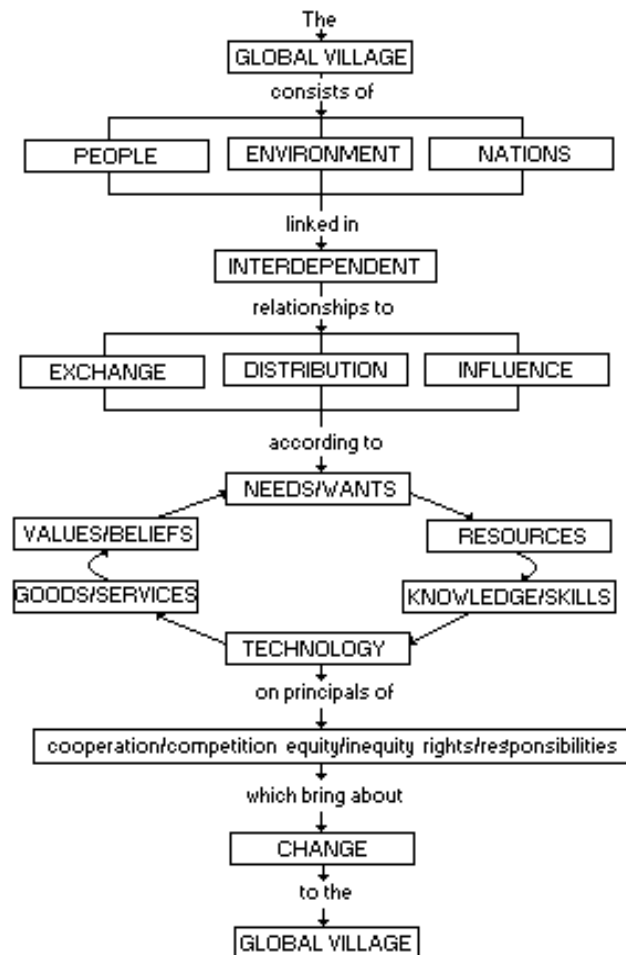 The
GLOBAL VILLAGE
consists of
PEOPLE ENVIRONMENT NATIONS
linked in
INTERDEPENDENT
relationships to
EXCHANGE DISTRIBUTION INFLUENCE
according to
NEEDS/WANTS
VALUES/BELIEFS RESOURCES
GOODS/SERVICES KNOWLEDGE/SKILLS
TECHNOLOGY
on principals of
cooperation/competition equity/inequity rights/responsibilities
which bring about
CHANGE
to the
GLOBAL VILLAGE